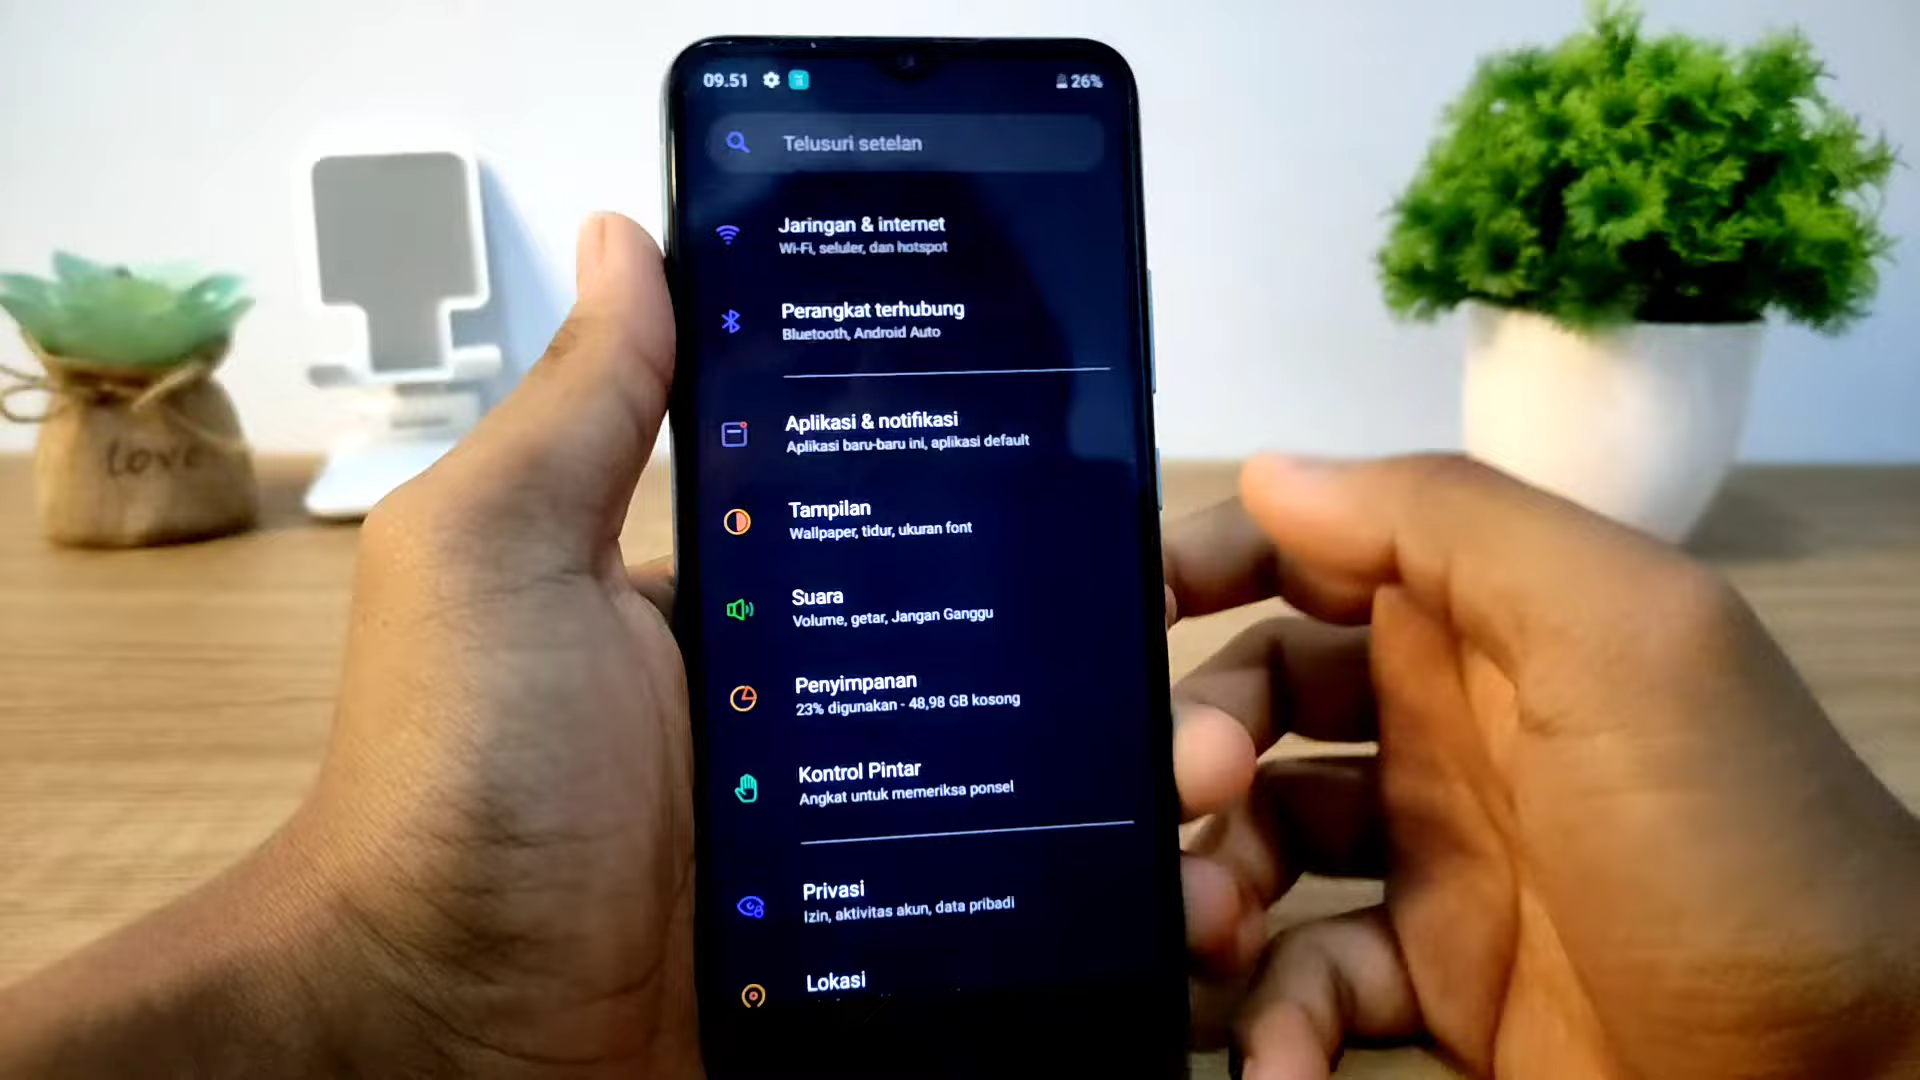 09.51
26%
Telusuri setelan
Jaringan & internet
Wi-Fi, seluler, dan hotspot
Perangkat terhubung
Bluetooth, Android Auto
Aplikasi & notifikasi
Aplikasi baru-baru ini, aplikasi default
Tampilan
Wallpaper, tidur, ukuran font
Suara
Volume, getar, Jangan Ganggu
Penyimpanan
23% digunakan - 48,98 GB kosong
Kontrol Pintar
Angkat untuk memeriksa ponsel
Privasi
Izin, aktivitas akun, data pribadi
Lokasi
love